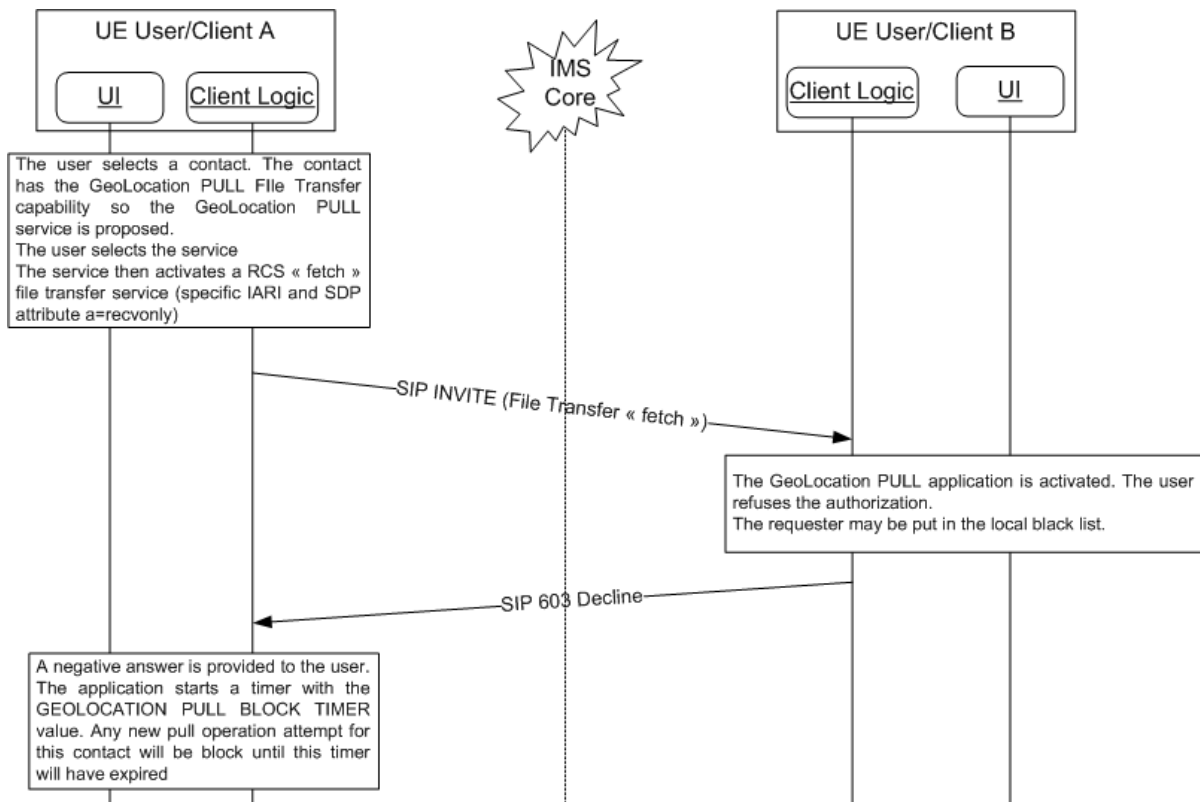 UE User/Client A
UI
Client Logic
IMS
Core
UE User/Client B
Client Logic
UI
The user selects a contact. The contact
has the GeoLocation PULL FIle Transfer
capability so the GeoLocation PULL
service is proposed.
The user selects the service
The service then activates a RCS « fetch »
file transfer service (specific IARI and SDP
attribute a=recvonly)
SIP INVITE (File Transfer « fetch »)
The GeoLocation PULL application is activated. The user
refuses the authorization.
The requester may be put in the local black list.
SIP 603 Decline
A negative answer is provided to the user.
The application starts a timer with the
GEOLOCATION PULL BLOCK TIMER
value. Any new pull operation attempt for
this contact will be block until this timer
will have expired